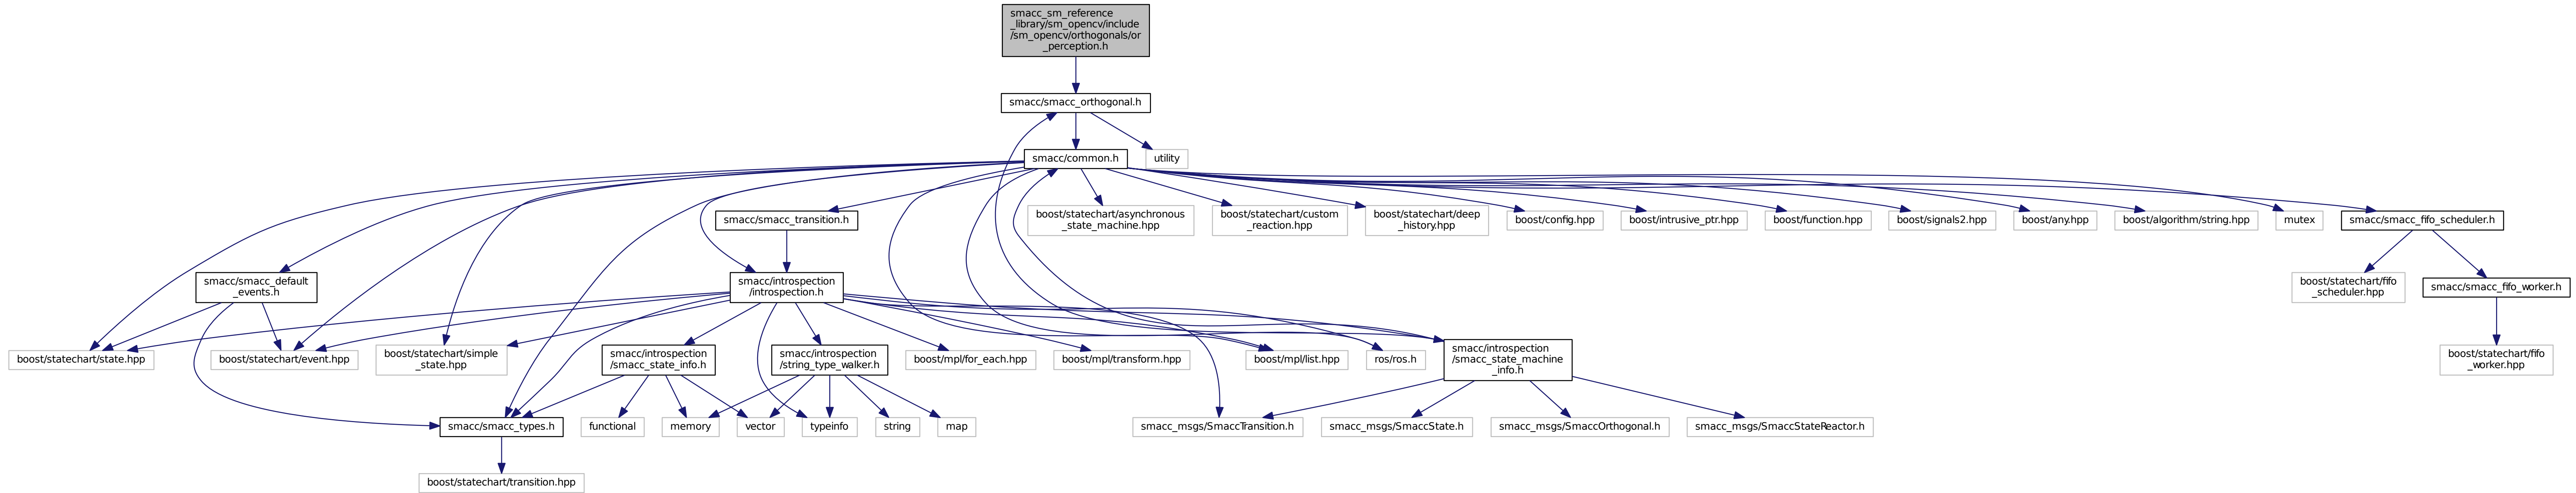 smacc_sm_reference
_library/sm_opencv/include
/sm_opencv/orthogonals/or
_perception.h
smacc/smacc_orthogonal.h
smacc/common.h
utility
smacc/smacc_transition.h
boost/statechart/asynchronous
_state_machine.hpp
boost/statechart/custom
_reaction.hpp
boost/statechart/deep
_history.hpp
boost/config.hpp
boost/intrusive_ptr.hpp
boost/function.hpp
boost/signals2.hpp
boost/any.hpp
boost/algorithm/string.hpp
mutex
smacc/smacc_fifo_scheduler.h
smacc/smacc_default
_events.h
smacc/introspection
/introspection.h
boost/statechart/fifo
_scheduler.hpp
smacc/smacc_fifo_worker.h
boost/statechart/state.hpp
boost/statechart/event.hpp
boost/statechart/simple
_state.hpp
smacc/introspection
/smacc_state_info.h
smacc/introspection
/string_type_walker.h
boost/mpl/for_each.hpp
boost/mpl/transform.hpp
boost/mpl/list.hpp
ros/ros.h
smacc/introspection
/smacc_state_machine
_info.h
boost/statechart/fifo
_worker.hpp
smacc/smacc_types.h
functional
memory
vector
typeinfo
string
map
smacc_msgs/SmaccTransition.h
smacc_msgs/SmaccState.h
smacc_msgs/SmaccOrthogonal.h
smacc_msgs/SmaccStateReactor.h
boost/statechart/transition.hpp